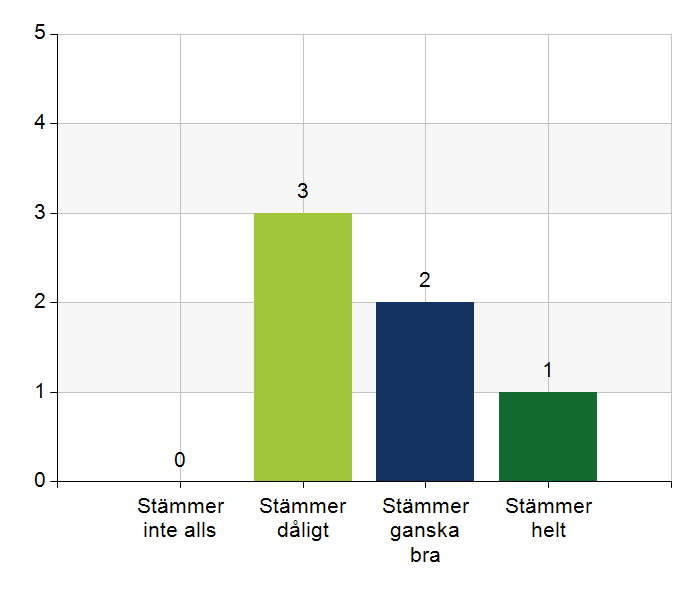 5
4
3
2
1
0
0
3
2
1
Stämmer
inte alls
Stämmer
dåligt
Stämmer
ganska
bra
Stämmer
helt